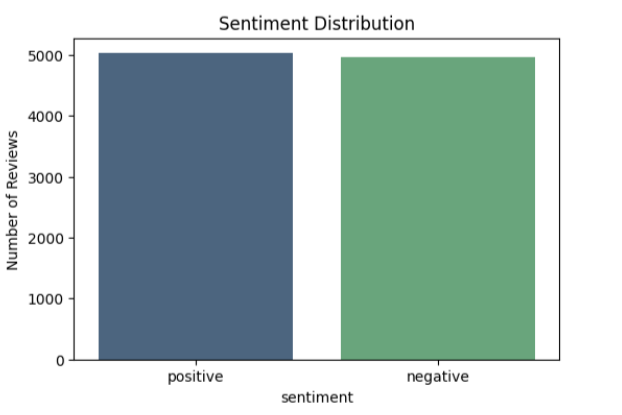 Sentiment Distribution
Number of Reviews
5000
4000
3000
2000
1000
0
positive negative
sentiment